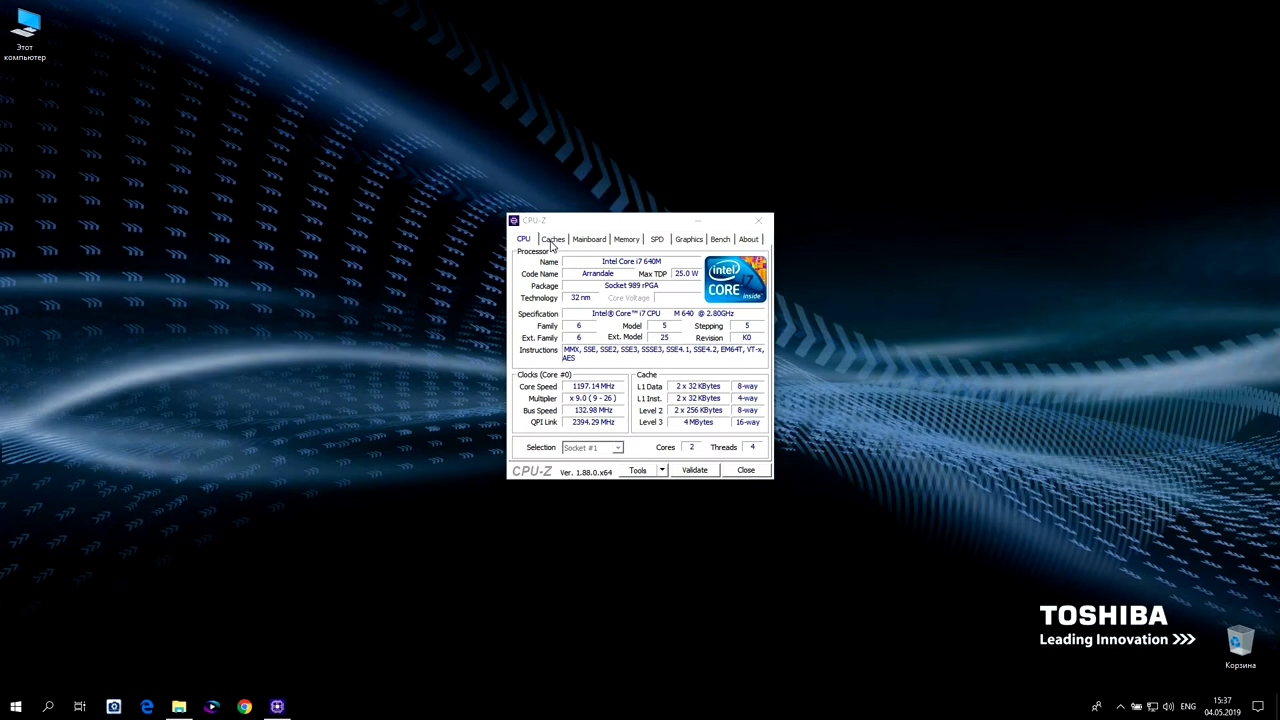 Этот
компьютер
CPU-Z
CPU Caches Mainboard Memory SPD Graphics Bench About
Processor
Name Intel Core i7 640M
Code Name Arrandale Max TDP 25.0 W
Package Socket 989 rPGA
Technology 32 nm Core Voltage
intel i7
CORE
inside
Specification Intel® Core™ i7 CPU M 640 @ 2.80GHz
Family 6 Model 5 Stepping 5
Ext. Family 6 Ext. Model 25 Revision K0
Instructions MMX, SSE, SSE2, SSE3, SSSE3, SSE4.1, SSE4.2, EM64T, VT-x,
AES
Clocks (Core #0)
Core Speed 1197.14 MHz
Multiplier x 9.0 ( 9 - 26 )
Bus Speed 132.98 MHz
QPI Link 2394.29 MHz
Cache
L1 Data 2 x 32 KBytes 8-way
L1 Inst. 2 x 32 KBytes 4-way
Level 2 2 x 256 KBytes 8-way
Level 3 4 MBytes 16-way
Selection Socket #1 Cores 2 Threads 4
CPU-Z Ver. 1.88.0.x64 Tools Validate Close
TOSHIBA
Leading Innovation >>>
Корзина
ENG
15:37
04.05.2019